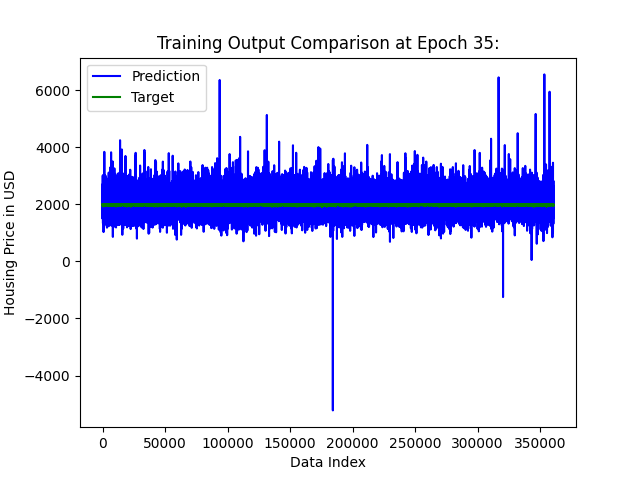 Training Output Comparison at Epoch 35:
Prediction
Target
Housing Price in USD
6000
4000
2000
0
−2000
−4000
0 50000 100000 150000 200000 250000 300000 350000
Data Index